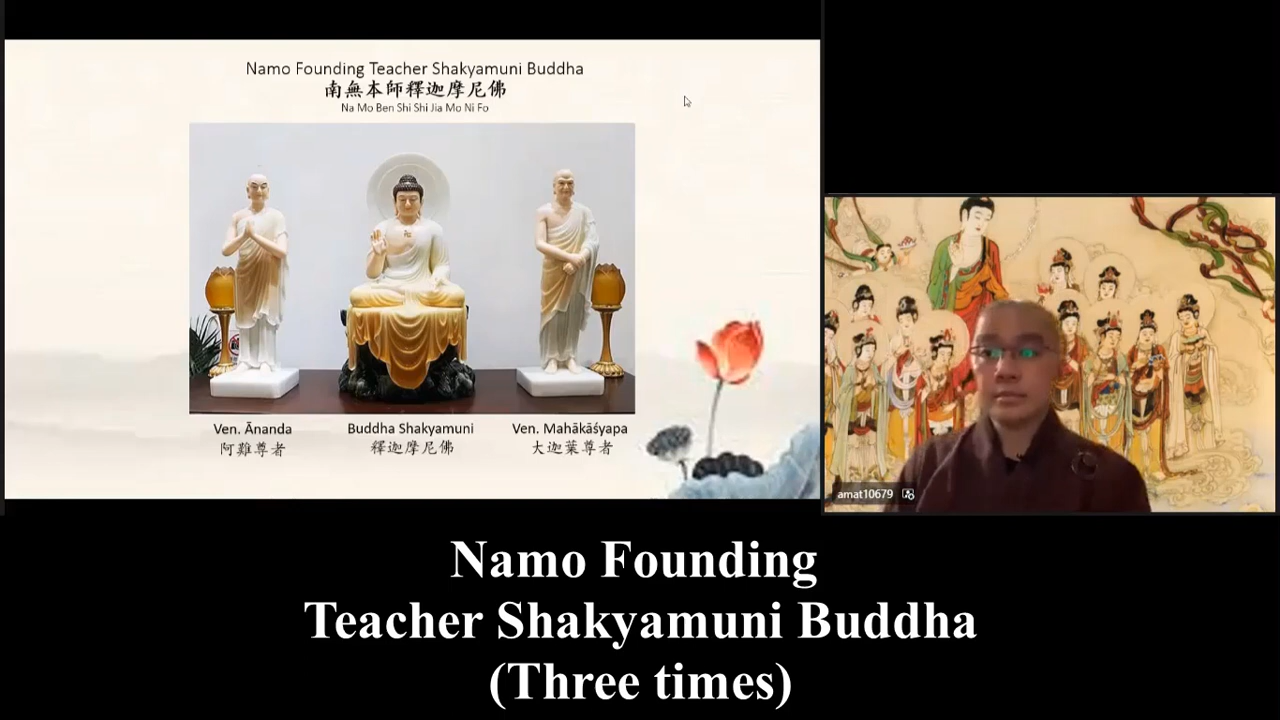 Namo Founding Teacher Shakyamuni Buddha
南無本師釋迦摩尼佛
Na Mo Ben Shi Shi Jia Mo Ni Fo
Ven. Ānanda
阿難尊者
Buddha Shakyamuni
釋迦摩尼佛
Ven. Mahākāśyapa
大迦葉尊者
amat10679
Namo Founding
Teacher Shakyamuni Buddha
(Three times)